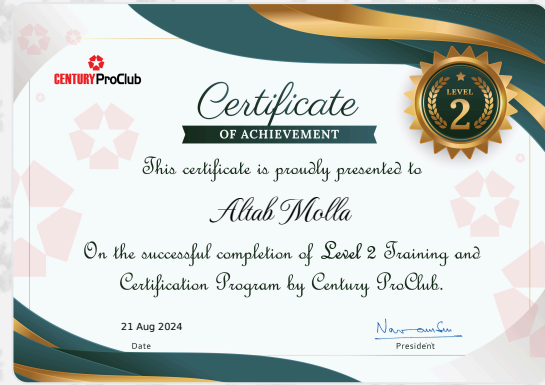 CENTURY ProClub
Certificate
OF ACHIEVEMENT
LEVEL
2
This certificate is proudly presented to
Altab Molla
On the successful completion of Level 2 Training and
Certification Program by Century ProClub.
21 Aug 2024
Date
President